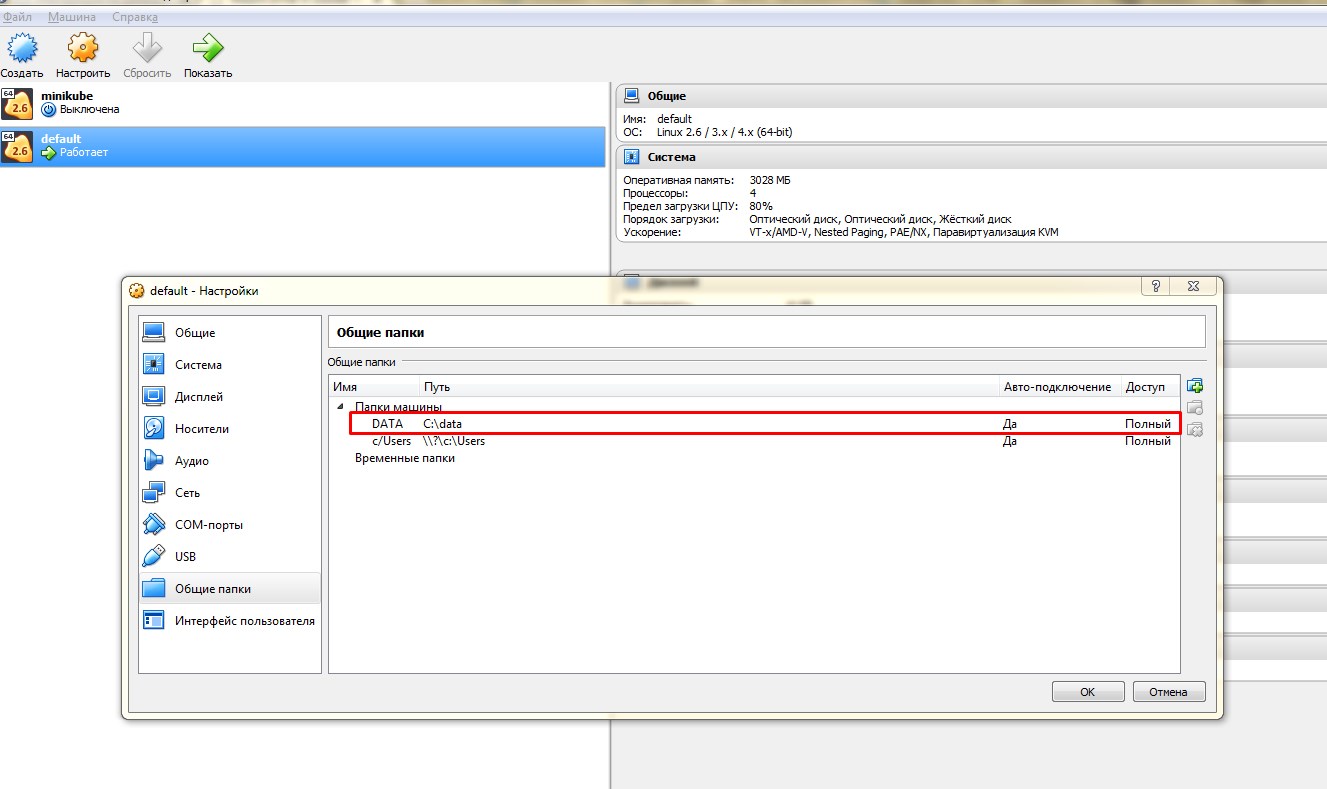 Файл Машина Справка
Создать Настроить Сбросить Показать
64
2.6
minikube
Выключена
64
2.6
default
Работает
Общие
Имя: default
ОС: Linux 2.6 / 3.x / 4.x (64-bit)
Система
Оперативная память: 3028 МБ
Процессоры: 4
Предел загрузки ЦПУ: 80%
Порядок загрузки: Оптический диск, Оптический диск, Жёсткий диск
Ускорение: VT-x/AMD-V, Nested Paging, PAE/NX, Паравиртуализация KVM
default - Настройки
?
Общие
Система
Дисплей
Носители
Аудио
Сеть
COM-порты
USB
Общие папки
Интерфейс пользователя
Общие папки
Общие папки
Имя Путь Авто-подключение Доступ
Папки машины
DATA C:\data Да Полный
c/Users \\?\c:\Users Да Полный
Временные папки
OK Отмена